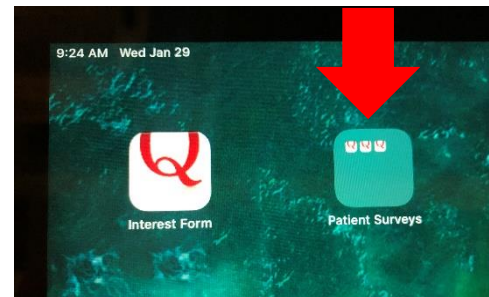 9:24 AM Wed Jan 29
Q
Q Q Q
Interest Form
Patient Surveys